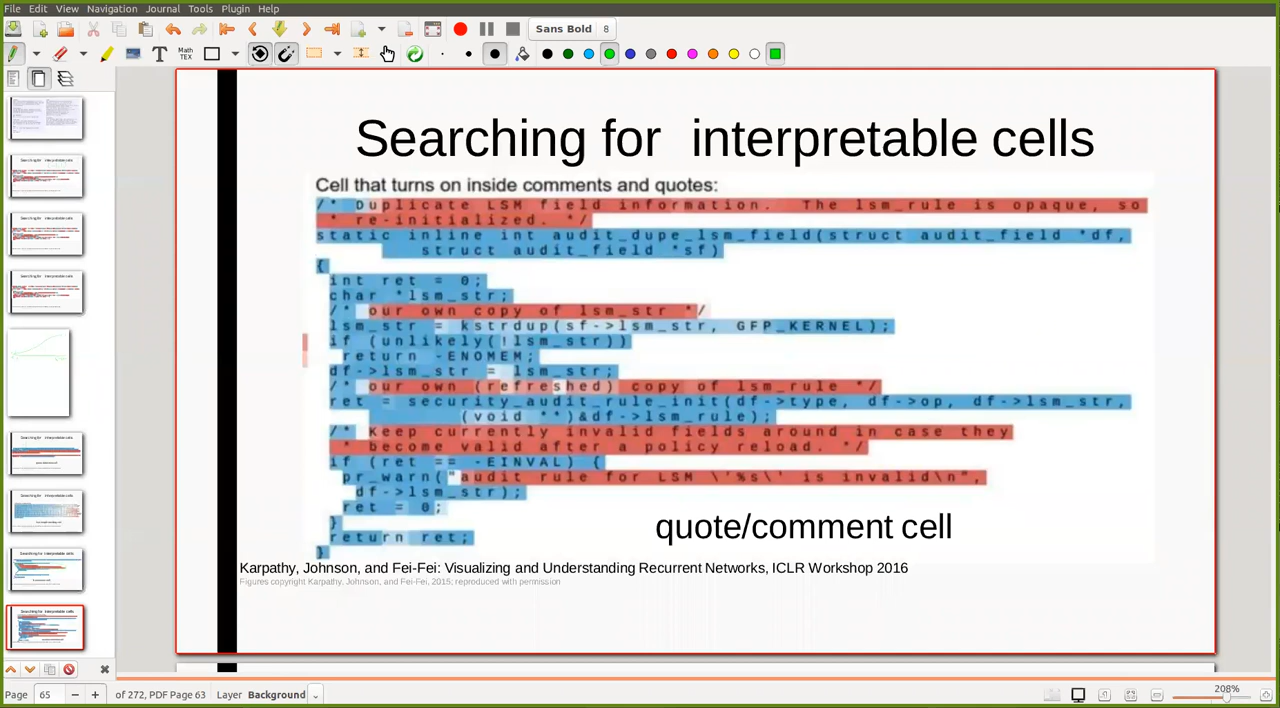 File Edit View Navigation Journal Tools Plugin Help
Sans Bold 8
Math TEX
Searching for interpretable cells
Cell that turns on inside comments and quotes:
/* Duplicate LSM field information. The lsm_rule is opaque, so
* re-initialized. */
static inline int audit_dupe_lsm_field(struct audit_field *df,
struct audit_field *sf)
{
int ret = 0;
char *lsm_str;
/* our own copy of lsm_str */
lsm_str = kstrdup(sf->lsm_str, GFP_KERNEL);
if (unlikely(!lsm_str))
return -ENOMEM;
df->lsm_str = lsm_str;
/* our own (refreshed) copy of lsm_rule */
ret = security_audit_rule_init(df->type, df->op, df->lsm_str,
(void **)&df->lsm_rule);
/* Keep currently invalid fields around in case they
* become valid after a policy reload. */
if (ret == -EINVAL) {
pr_warn("audit rule for LSM \'%s\' is invalid\n",
df->lsm_str);
ret = 0;
}
return ret;
}
quote/comment cell
Karpathy, Johnson, and Fei-Fei: Visualizing and Understanding Recurrent Networks, ICLR Workshop 2016
Figures copyright Karpathy, Johnson, and Fei-Fei, 2015; reproduced with permission
Page 65 − + of 272, PDF Page 63 Layer Background 208%